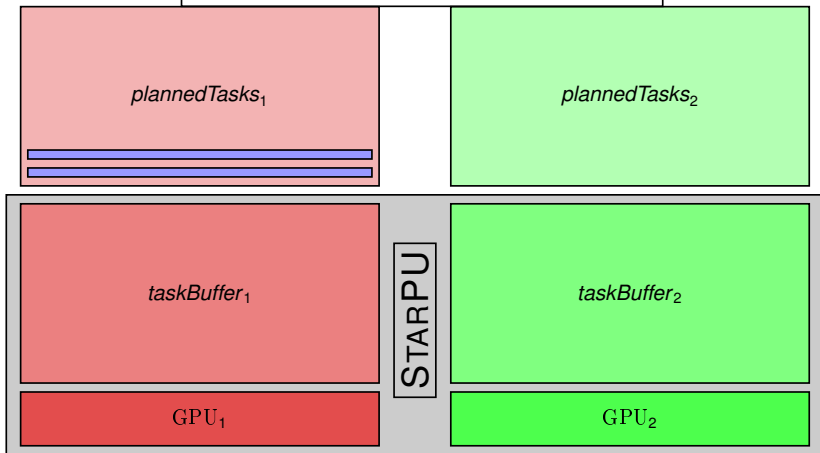 plannedTasks₁
plannedTasks₂
taskBuffer₁
STARPU
taskBuffer₂
GPU₁
GPU₂